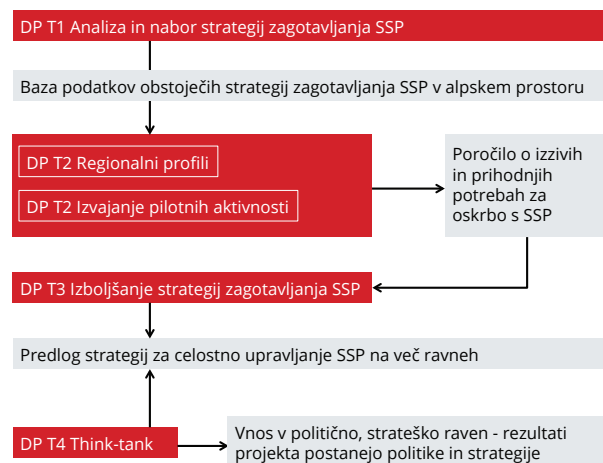 DP T1 Analiza in nabor strategij zagotavljanja SSP
Baza podatkov obstoječih strategij zagotavljanja SSP v alpskem prostoru
DP T2 Regionalni profili
DP T2 Izvajanje pilotnih aktivnosti
Poročilo o izzivih
in prihodnjih
potrebah za
oskrbo s SSP
DP T3 Izboljšanje strategij zagotavljanja SSP
Predlog strategij za celostno upravljanje SSP na več ravneh
DP T4 Think-tank
Vnos v politično, strateško raven - rezultati
projekta postanejo politike in strategije